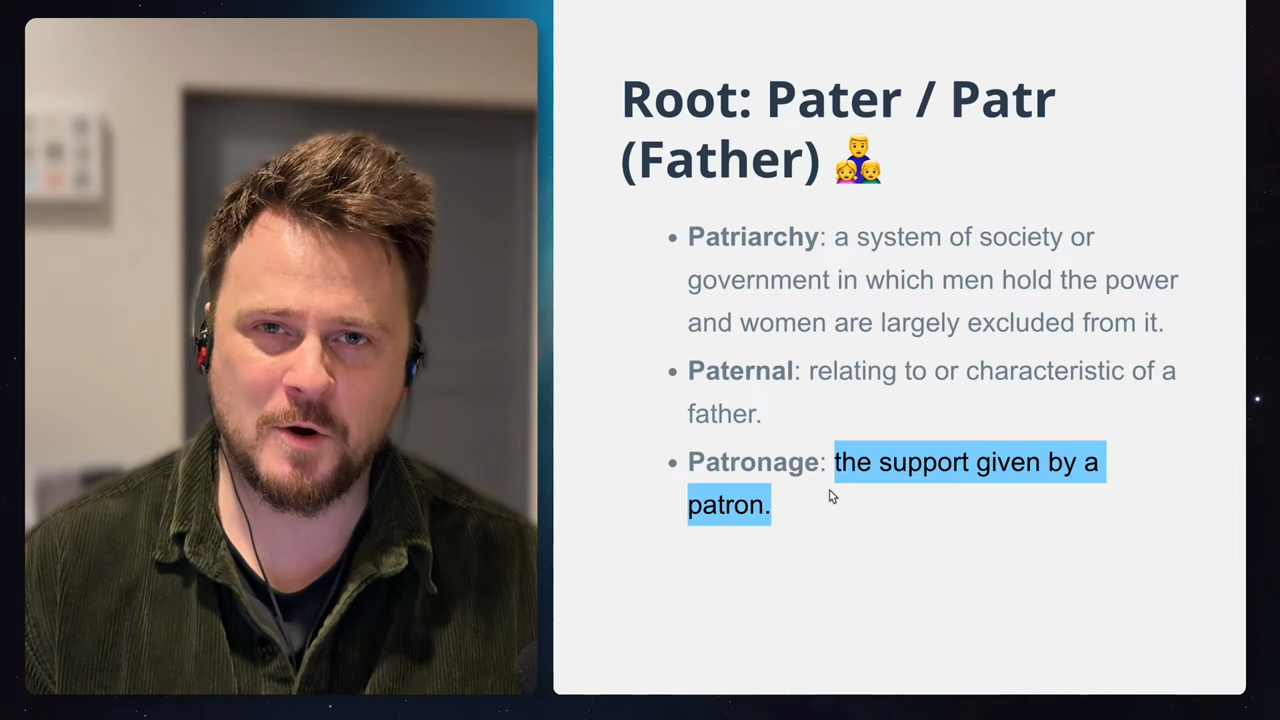 Root: Pater / Patr
(Father) 👨‍👧‍👦
• Patriarchy: a system of society or
government in which men hold the power
and women are largely excluded from it.
• Paternal: relating to or characteristic of a
father.
• Patronage: the support given by a
patron.